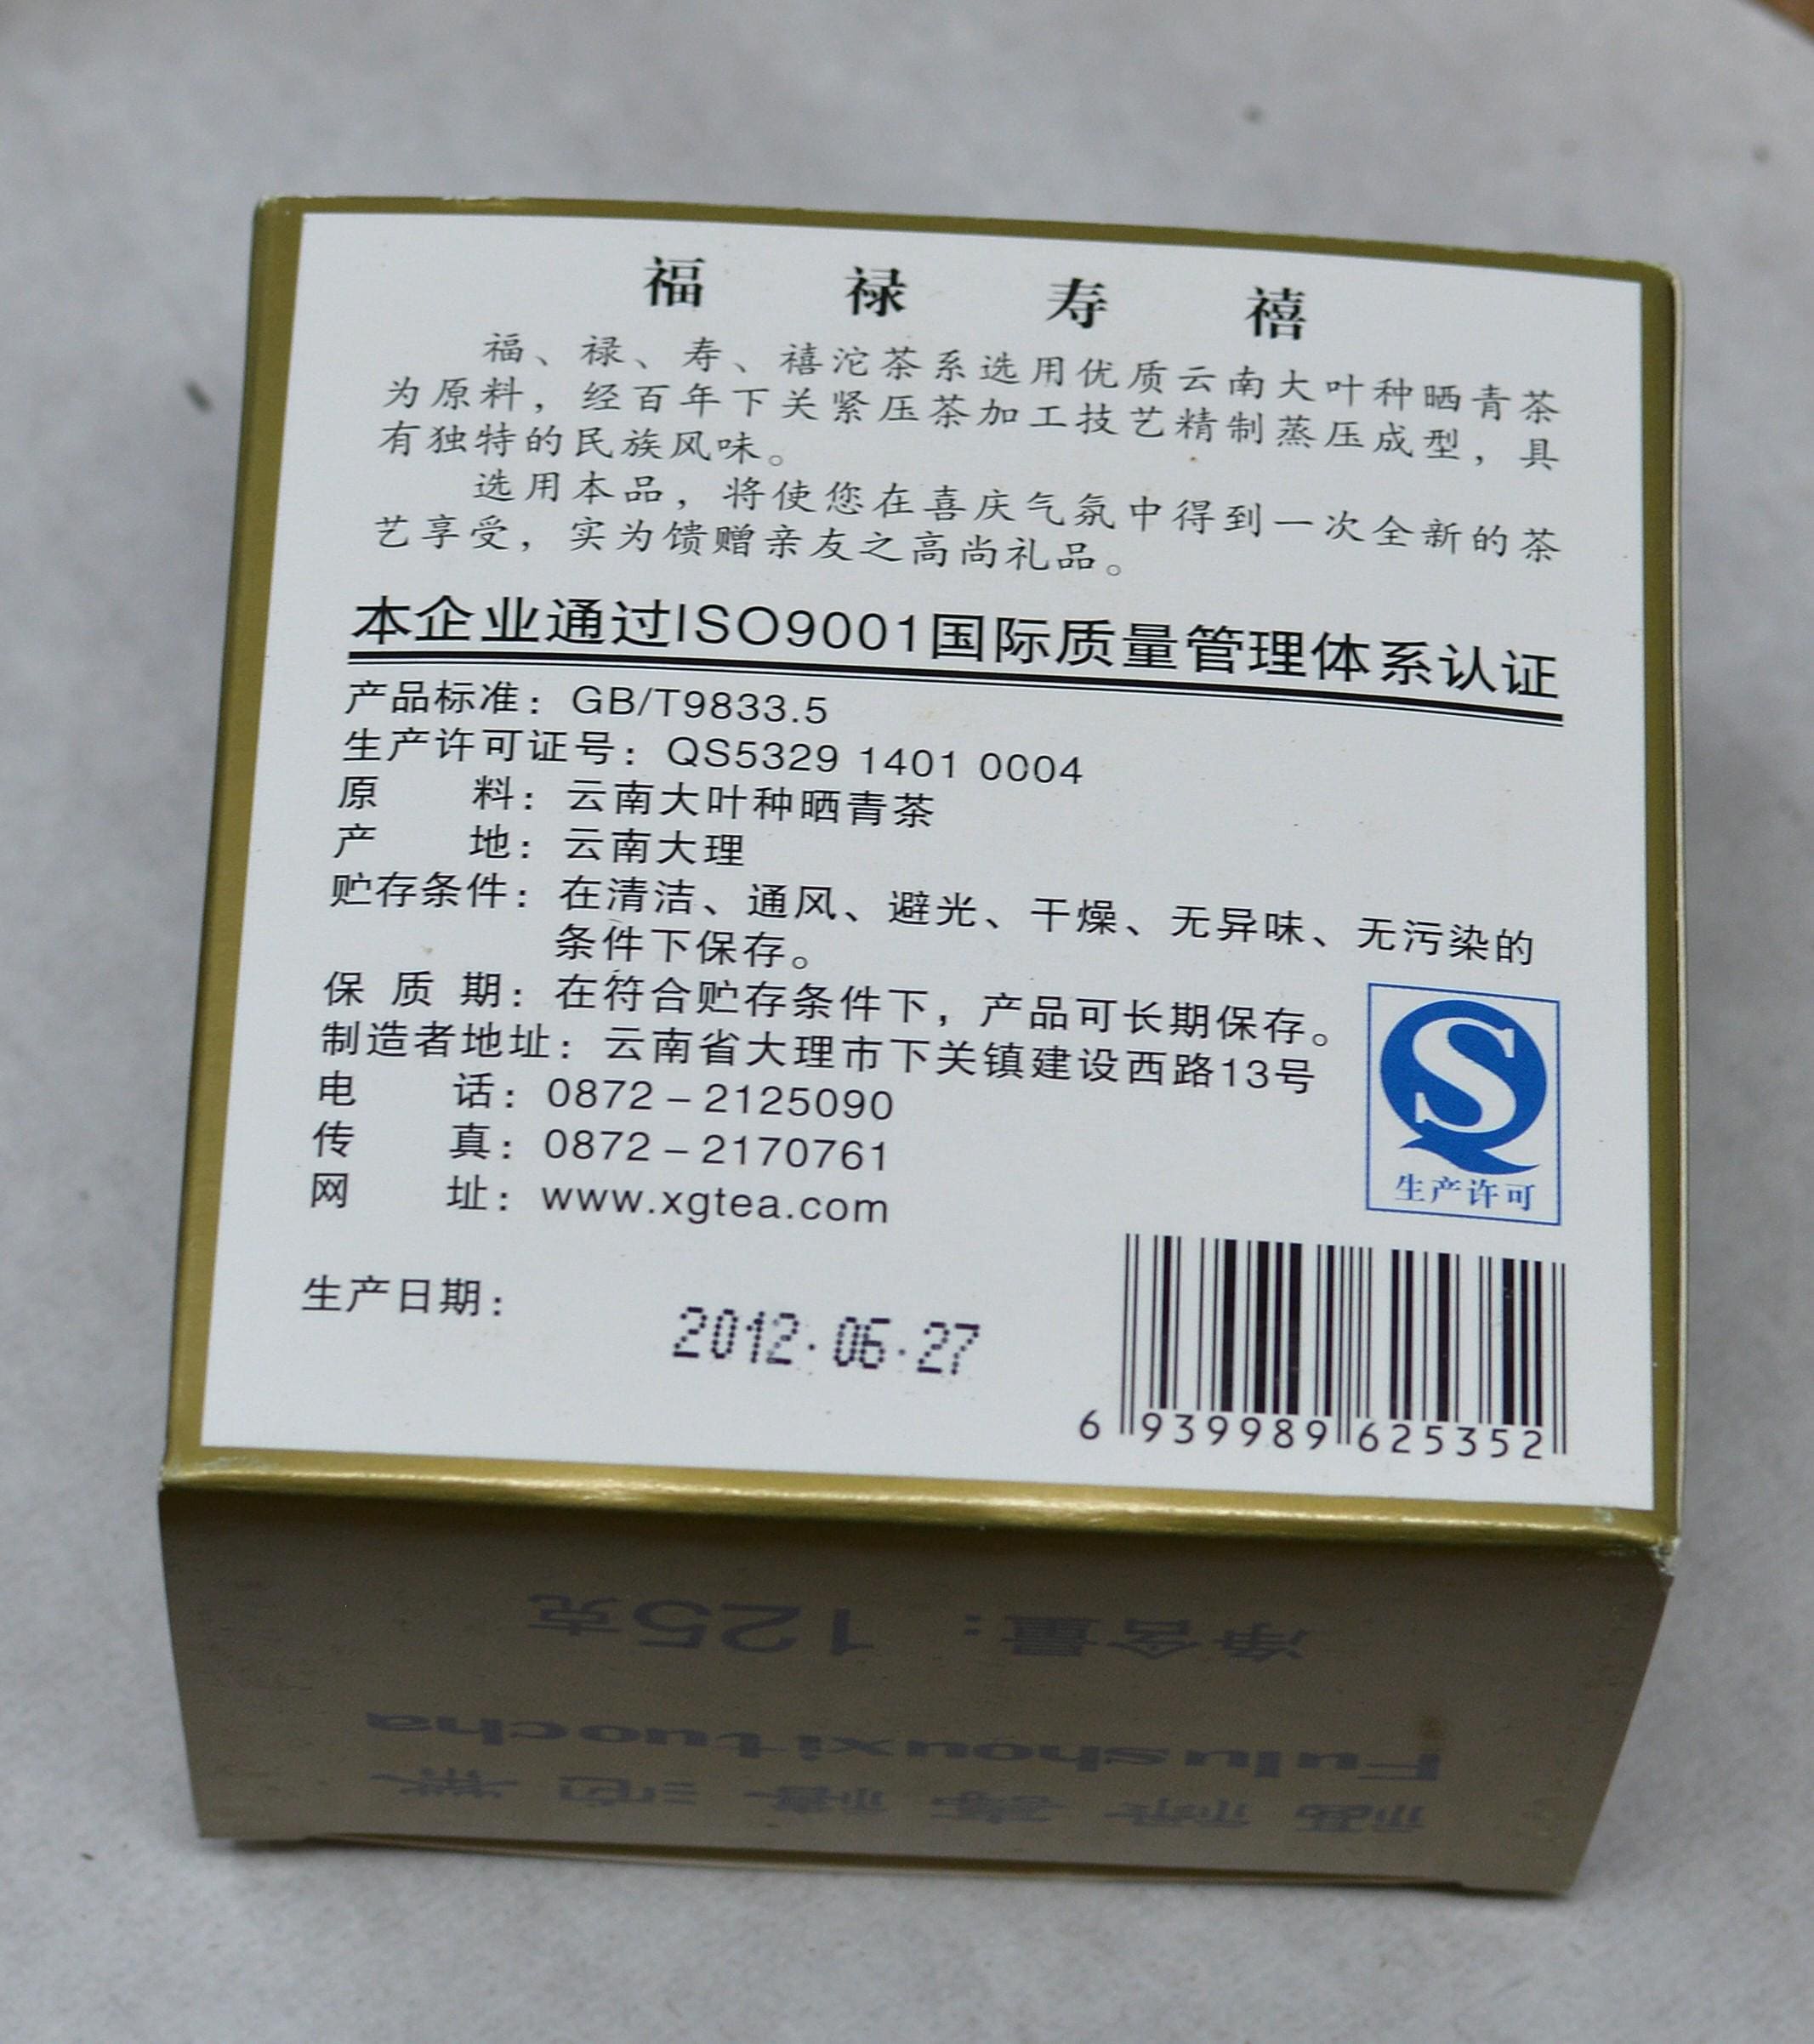 福 禄 寿 禧
福、禄、寿、禧沱茶系选用优质云南大叶种晒青茶
为原料，经百年下关紧压茶加工技艺精制蒸压成型，具
有独特的民族风味。
选用本品，将使您在喜庆气氛中得到一次全新的茶
艺享受，实为馈赠亲友之高尚礼品。
本企业通过ISO9001国际质量管理体系认证
产品标准：GB/T9833.5
生产许可证号：QS5329 1401 0004
原 料：云南大叶种晒青茶
产 地：云南大理
贮存条件：在清洁、通风、避光、干燥、无异味、无污染的
条件下保存。
保 质 期：在符合贮存条件下，产品可长期保存。
制造者地址：云南省大理市下关镇建设西路13号
电 话：0872－2125090
传 真：0872－2170761
网 址：www.xgtea.com
生产许可
生产日期：
2012.06.27
6 939989 625352
福 禄 寿 禧 沱 茶
Fulushouxituocha
净含量：125克